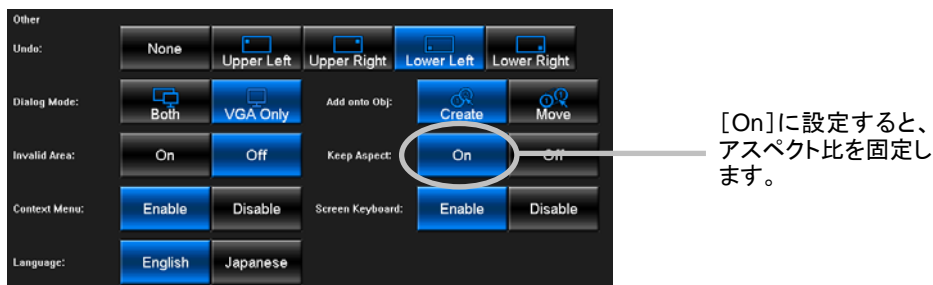 Other
Undo: None Upper Left Upper Right Lower Left Lower Right
Dialog Mode: Both VGA Only Add onto Obj: Create Move
Invalid Area: On Off Keep Aspect: On Off
Context Menu: Enable Disable Screen Keyboard: Enable Disable
Language: English Japanese
[On]に設定すると、
アスペクト比を固定し
ます。